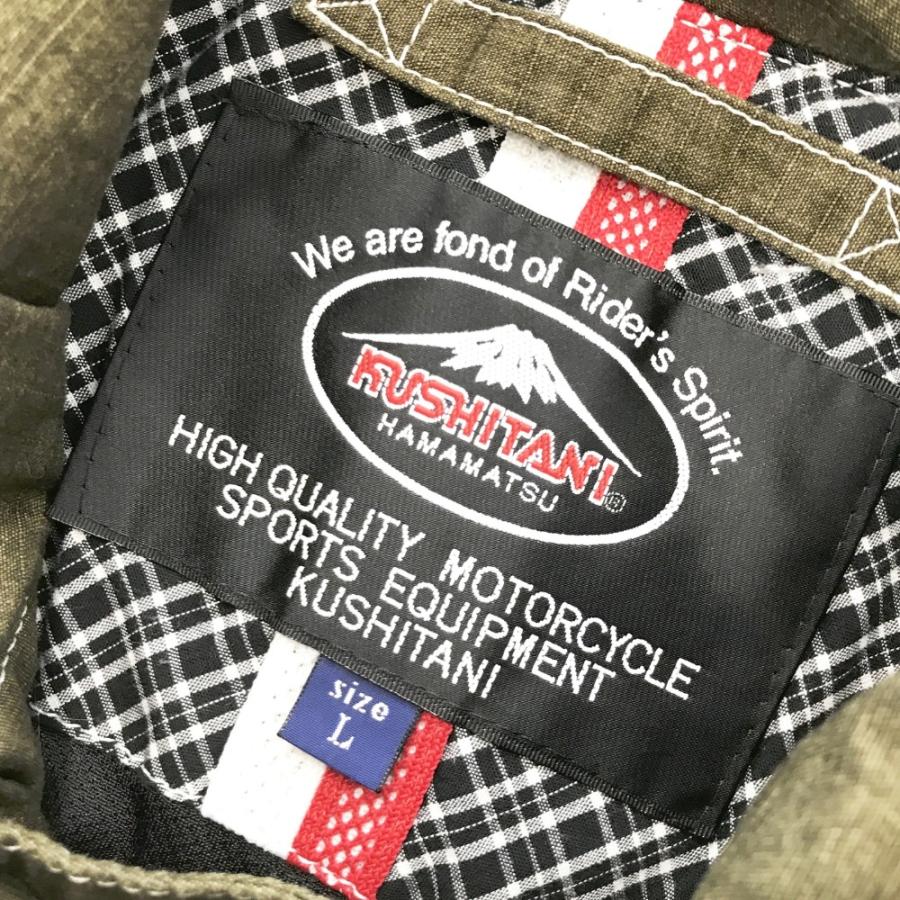 We are fond of Rider's Spirit.
KUSHITANI®
HAMAMATSU
HIGH QUALITY MOTORCYCLE
SPORTS EQUIPMENT
KUSHITANI
size
L